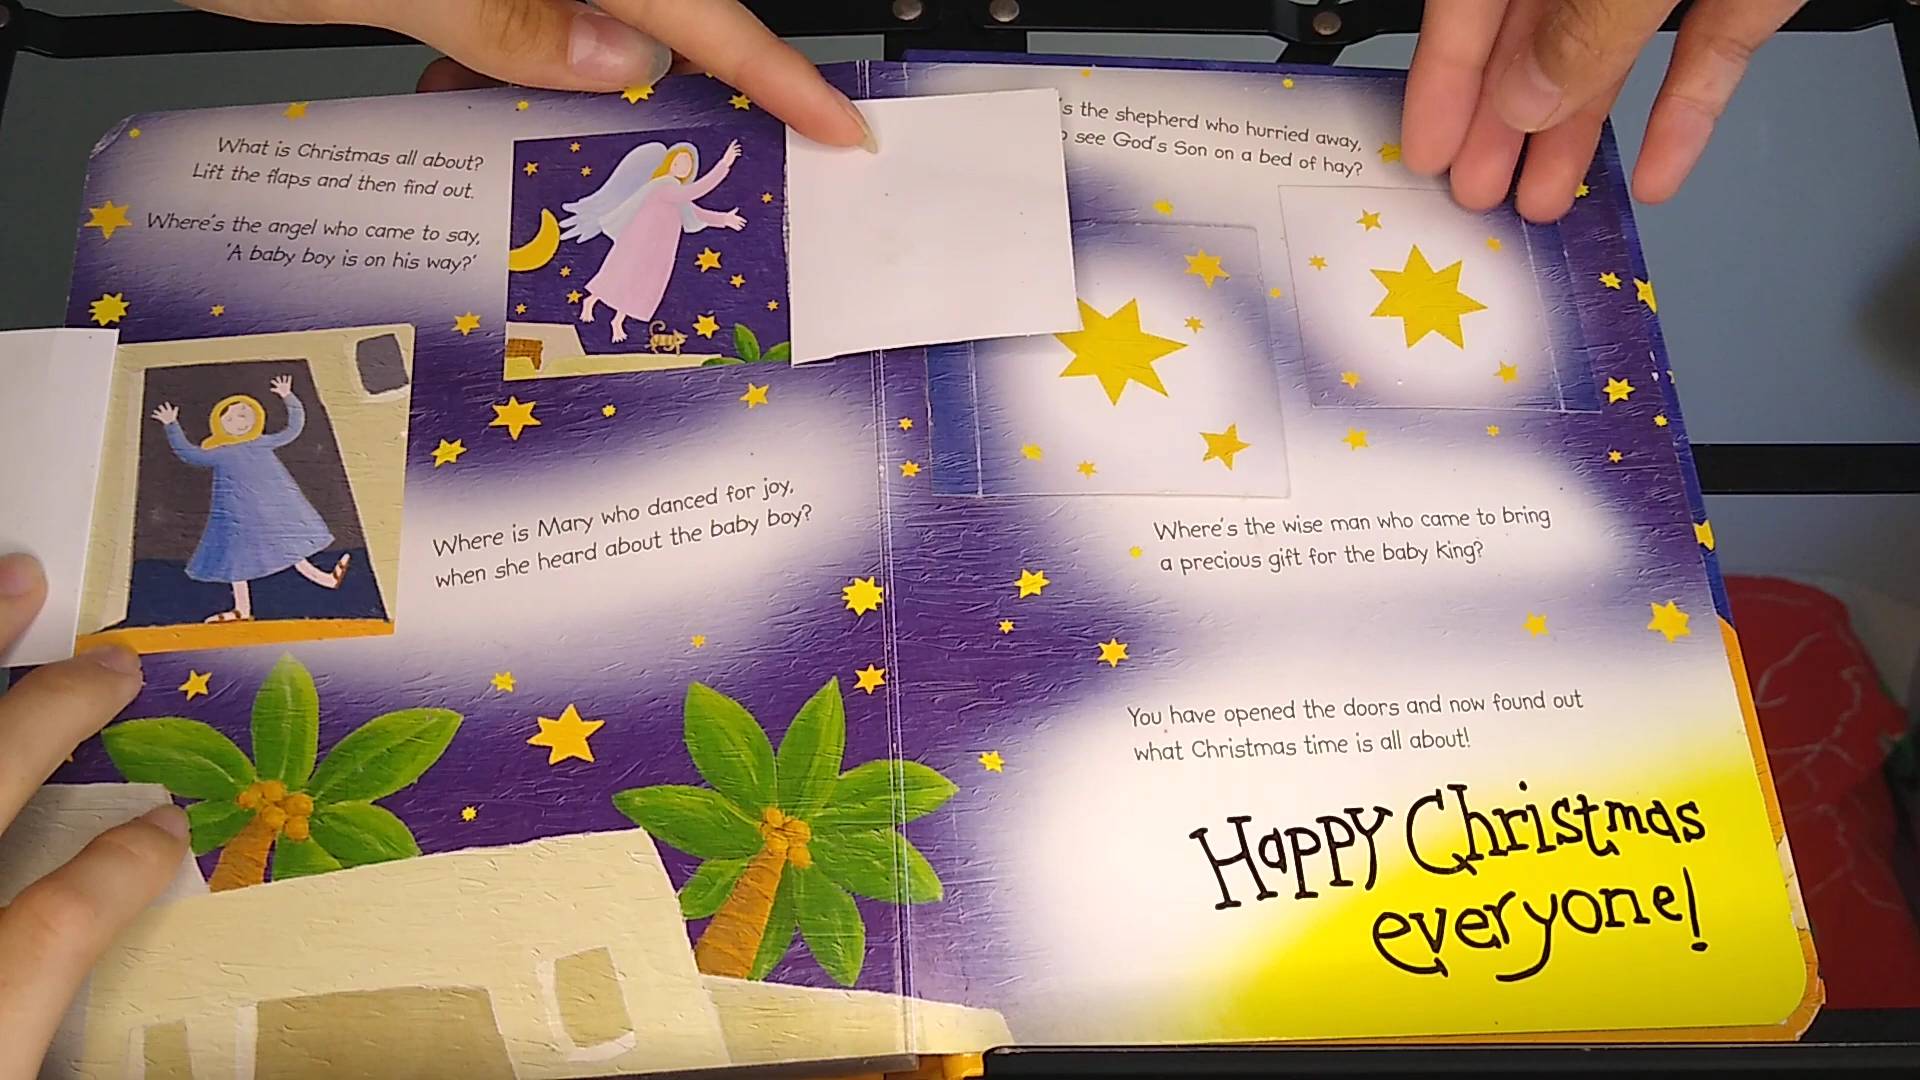 What is Christmas all about?
Lift the flaps and then find out.
Where's the angel who came to say,
'A baby boy is on his way?'
Where is Mary who danced for joy,
when she heard about the baby boy?
's the shepherd who hurried away,
see God's Son on a bed of hay?
Where's the wise man who came to bring
a precious gift for the baby king?
You have opened the doors and now found out
what Christmas time is all about!
Happy Christmas
everyone!